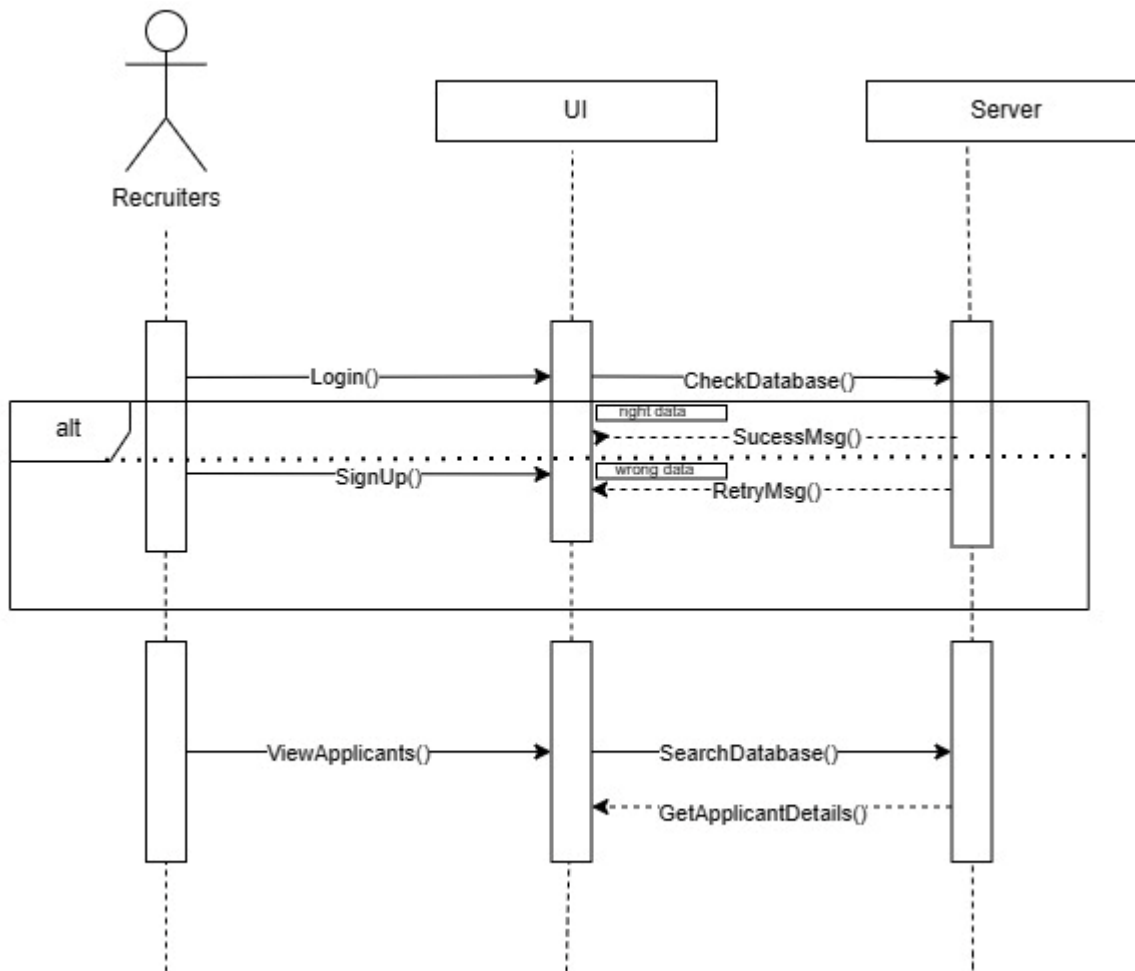 UI
Server
Recruiters
Login()
CheckDatabase()
alt
right data
SucessMsg()
wrong data
SignUp()
RetryMsg()
ViewApplicants()
SearchDatabase()
GetApplicantDetails()